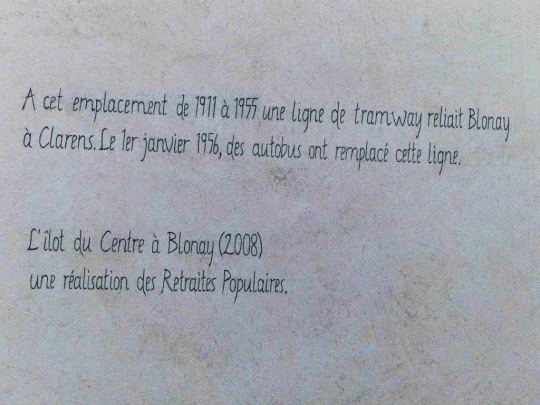 A cet emplacement de 1911 à 1955 une ligne de tramway reliait Blonay
à Clarens. Le 1er janvier 1956, des autobus ont remplacé cette ligne.
L'îlot du Centre à Blonay (2008)
une réalisation des Retraites Populaires.